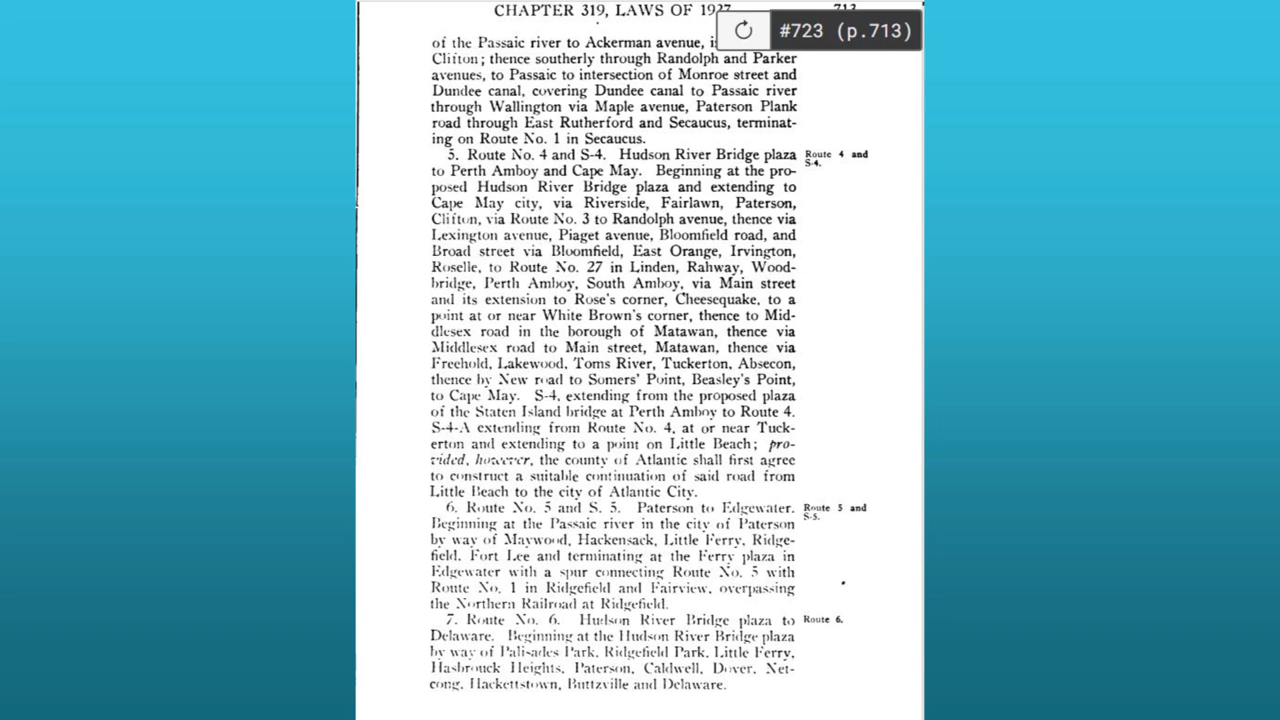 CHAPTER 319, LAWS OF 1927
713
#723 (p.713)
of the Passaic river to Ackerman avenue,
Clifton; thence southerly through Randolph and Parker
avenues, to Passaic to intersection of Monroe street and
Dundee canal, covering Dundee canal to Passaic river
through Wallington via Maple avenue, Paterson Plank
road through East Rutherford and Secaucus, terminat-
ing on Route No. 1 in Secaucus.
5. Route No. 4 and S-4. Hudson River Bridge plaza
Route 4 and
S-4.
to Perth Amboy and Cape May. Beginning at the pro-
posed Hudson River Bridge plaza and extending to
Cape May city, via Riverside, Fairlawn, Paterson,
Clifton, via Route No. 3 to Randolph avenue, thence via
Lexington avenue, Piaget avenue, Bloomfield road, and
Broad street via Bloomfield, East Orange, Irvington,
Roselle, to Route No. 27 in Linden, Rahway, Wood-
bridge, Perth Amboy, South Amboy, via Main street
and its extension to Rose's corner, Cheesequake, to a
point at or near White Brown's corner, thence to Mid-
dlesex road in the borough of Matawan, thence via
Middlesex road to Main street, Matawan, thence via
Freehold, Lakewood, Toms River, Tuckerton, Absecon,
thence by New road to Somers' Point, Beasley's Point,
to Cape May. S-4, extending from the proposed plaza
of the Staten Island bridge at Perth Amboy to Route 4.
S-4-A extending from Route No. 4, at or near Tuck-
erton and extending to a point on Little Beach; pro-
vided, however, the county of Atlantic shall first agree
to construct a suitable continuation of said road from
Little Beach to the city of Atlantic City.
6. Route No. 5 and S. 5. Paterson to Edgewater.
Route 5 and
S-5.
Beginning at the Passaic river in the city of Paterson
by way of Maywood, Hackensack, Little Ferry, Ridge-
field, Fort Lee and terminating at the Ferry plaza in
Edgewater with a spur connecting Route No. 5 with
Route No. 1 in Ridgefield and Fairview, overpassing
the Northern Railroad at Ridgefield.
7. Route No. 6. Hudson River Bridge plaza to
Route 6.
Delaware. Beginning at the Hudson River Bridge plaza
by way of Palisades Park, Ridgefield Park, Little Ferry,
Hasbrouck Heights, Paterson, Caldwell, Dover, Net-
cong, Hackettstown, Buttzville and Delaware.